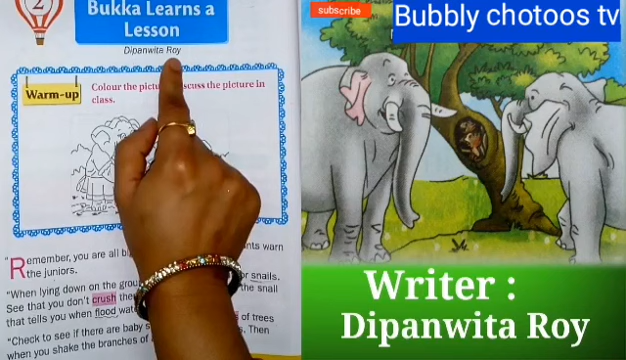 2
Bukka Learns a
Lesson
Dipanwita Roy
Warm-up
Colour the pictu scuss the picture in
class.
"Remember, you are all bi nts warn
the juniors.
"When lying down on the grou or snails.
See that you don't crush the the snail
that tells you when flood wat
of trees
"Check to see if there are baby s s. Then
when you shake the branches of
subscribe
Bubbly chotoos tv
Writer :
Dipanwita Roy